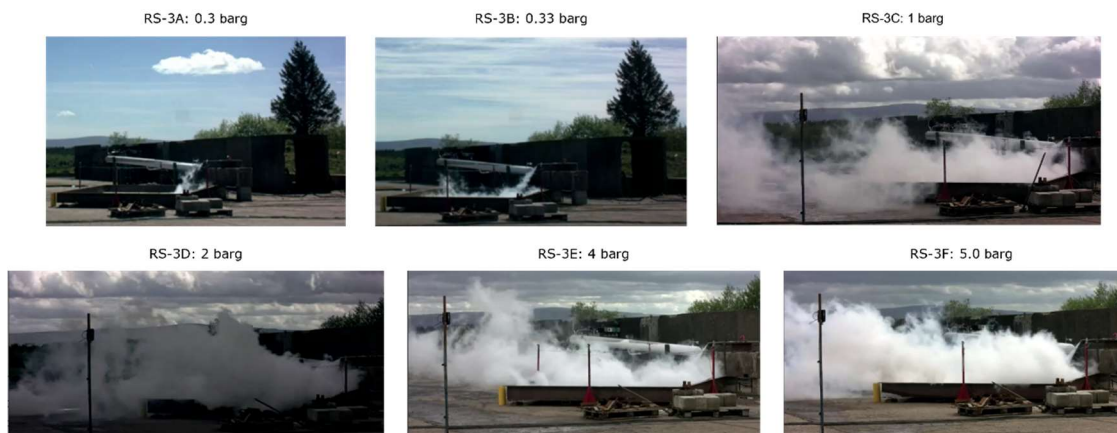 RS-3A: 0.3 barg
RS-3B: 0.33 barg
RS-3C: 1 barg
RS-3D: 2 barg
RS-3E: 4 barg
RS-3F: 5.0 barg